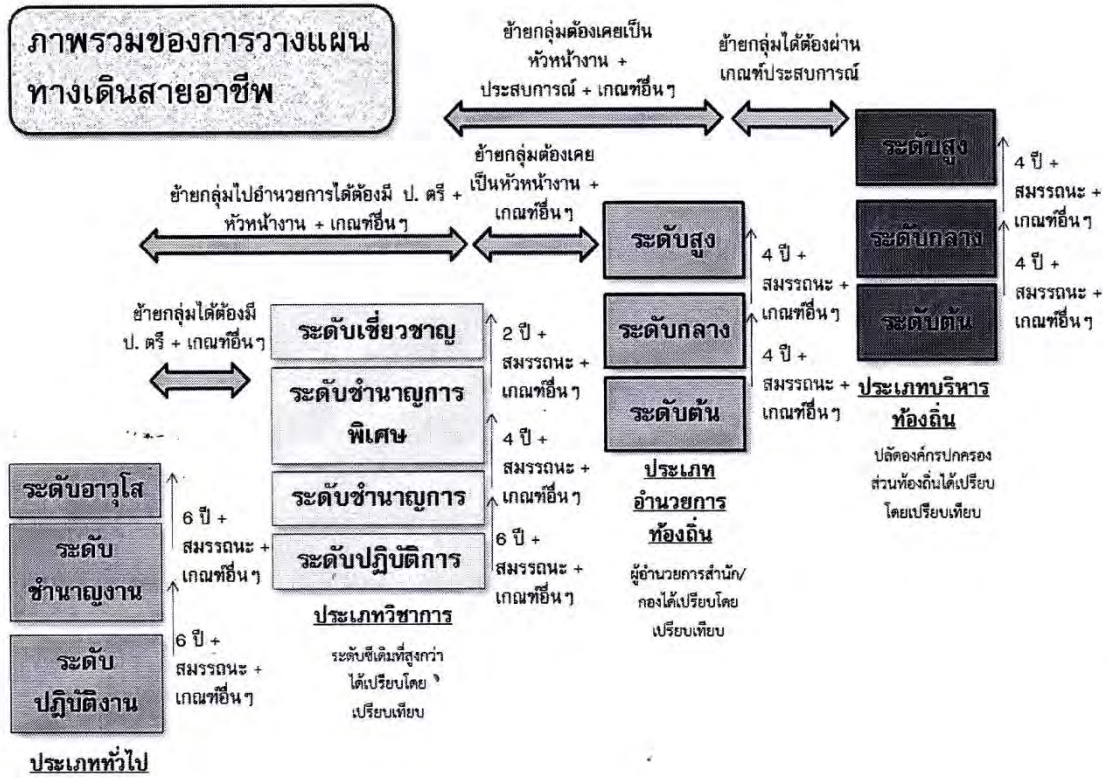 ภาพรวมของการวางแผน
ทางเดินสายอาชีพ
ย้ายกลุ่มต้องเคยเป็น
หัวหน้างาน +
ประสบการณ์ + เกณฑ์อื่นๆ
ย้ายกลุ่มได้ต้องผ่าน
เกณฑ์ประสบการณ์
ย้ายกลุ่มต้องเคย
เป็นหัวหน้างาน +
เกณฑ์อื่นๆ
ย้ายกลุ่มไปอำนวยการได้ต้องมี ป. ตรี +
หัวหน้างาน + เกณฑ์อื่นๆ
ย้ายกลุ่มได้ต้องมี
ป. ตรี + เกณฑ์อื่นๆ
ระดับอาวุโส
ระดับ
ชำนาญงาน
ระดับ
ปฎิบัติงาน
6 ปี +
สมรรถนะ +
เกณฑ์อื่นๆ
6 ปี +
สมรรถนะ +
เกณฑ์อื่นๆ
ประเภททั่วไป
ระดับเชี่ยวชาญ
ระดับชำนาญการ
พิเศษ
ระดับชำนาญการ
ระดับปฏิบัติการ
2 ปี +
สมรรถนะ +
เกณฑ์อื่นๆ
4 ปี +
สมรรถนะ +
เกณฑ์อื่นๆ
6 ปี +
สมรรถนะ +
เกณฑ์อื่นๆ
ประเภทวิชาการ
ระดับซีเดิมที่สูงกว่า
ได้เปรียบโดย
เปรียบเทียบ
ระดับสูง
ระดับกลาง
ระดับต้น
4 ปี +
สมรรถนะ +
เกณฑ์อื่นๆ
4 ปี +
สมรรถนะ +
เกณฑ์อื่นๆ
ประเภท
อำนวยการ
ท้องถิ่น
ผู้อำนวยการสำนัก/
กองได้เปรียบโดย
เปรียบเทียบ
ระดับสูง
ระดับกลาง
ระดับต้น
4 ปี +
สมรรถนะ +
เกณฑ์อื่นๆ
4 ปี +
สมรรถนะ +
เกณฑ์อื่นๆ
ประเภทบริหาร
ท้องถิ่น
ปลัดองค์กรปกครอง
ส่วนท้องถิ่นได้เปรียบ
โดยเปรียบเทียบ